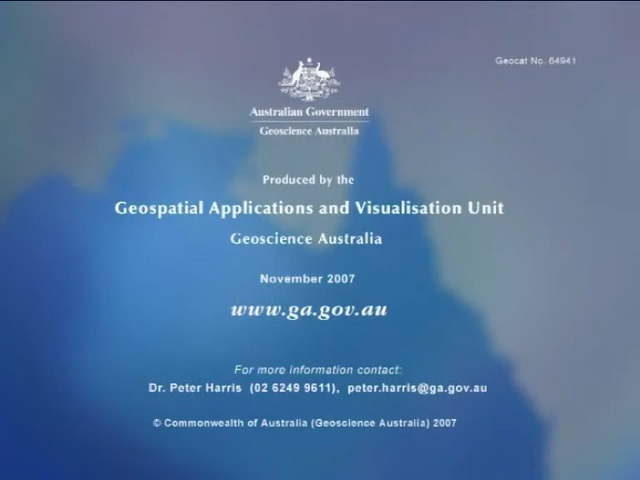 Geocat No. 64941
Australian Government
Geoscience Australia
Produced by the
Geospatial Applications and Visualisation Unit
Geoscience Australia
November 2007
www.ga.gov.au
For more information contact:
Dr. Peter Harris (02 6249 9611), peter.harris@ga.gov.au
© Commonwealth of Australia (Geoscience Australia) 2007